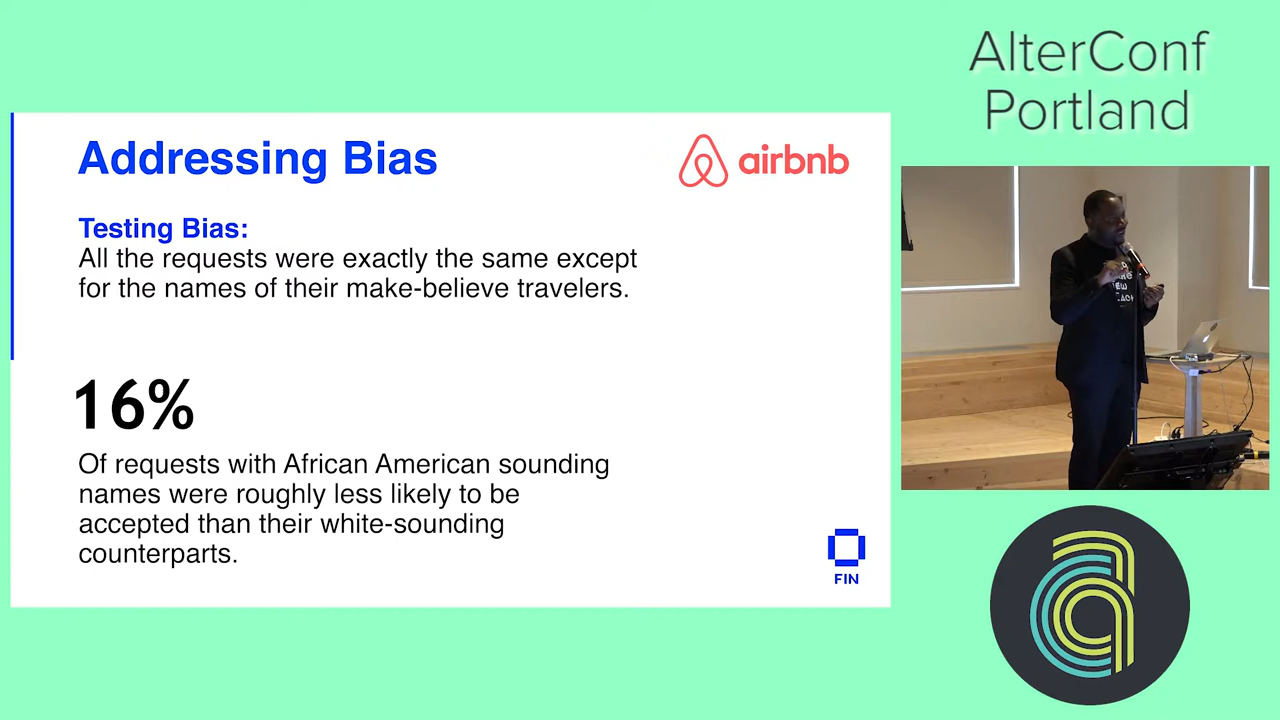 AlterConf
Portland
Addressing Bias
airbnb
Testing Bias:
All the requests were exactly the same except
for the names of their make-believe travelers.
16%
Of requests with African American sounding
names were roughly less likely to be
accepted than their white-sounding
counterparts.
FIN